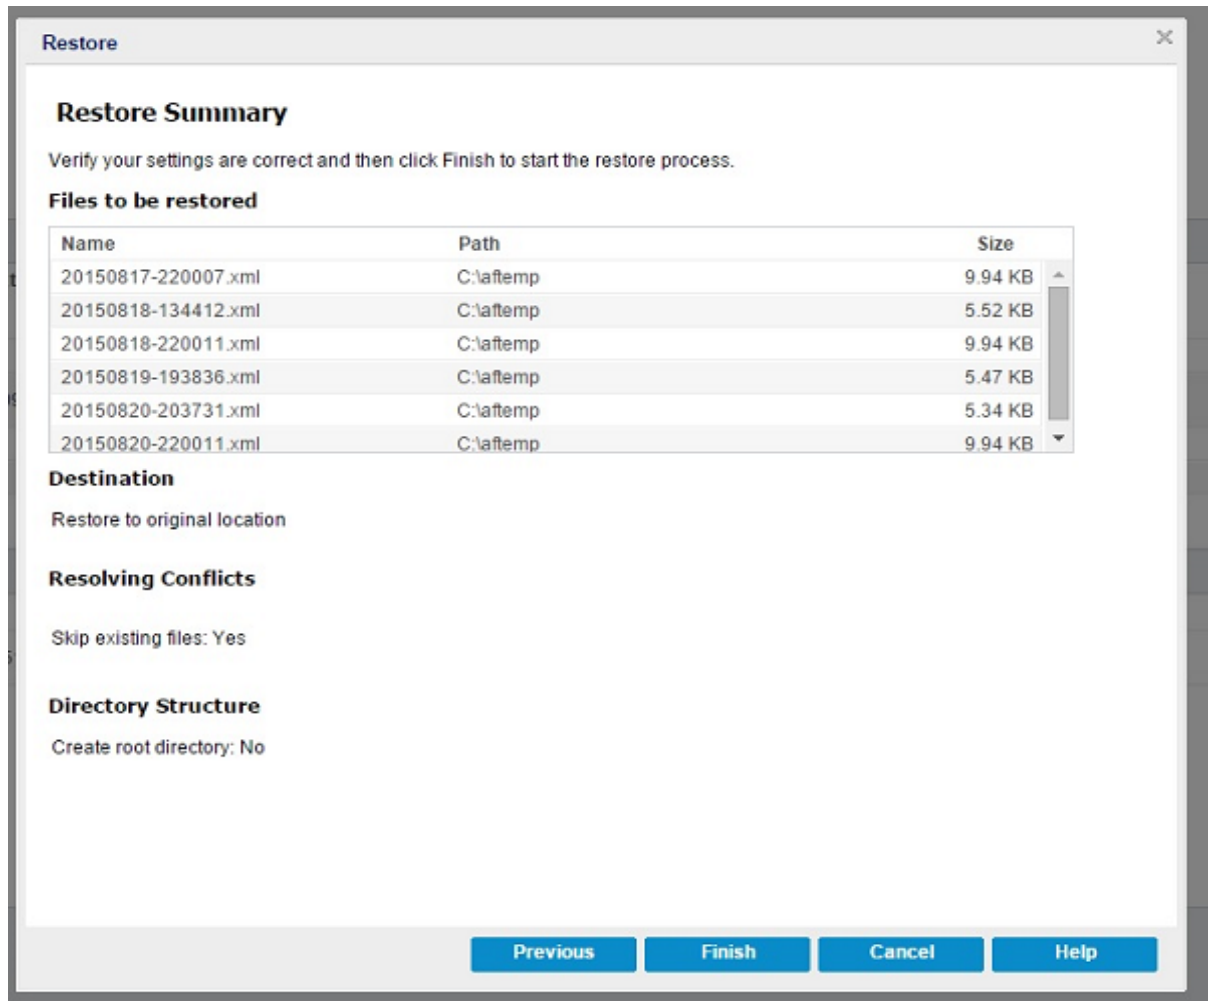 Restore
Restore Summary
Verify your settings are correct and then click Finish to start the restore process.
Files to be restored
Name Path Size
20150817-220007.xml C:\aftemp 9.94 KB
20150818-134412.xml C:\aftemp 5.52 KB
20150818-220011.xml C:\aftemp 9.94 KB
20150819-193836.xml C:\aftemp 5.47 KB
20150820-203731.xml C:\aftemp 5.34 KB
20150820-220011.xml C:\aftemp 9.94 KB
Destination
Restore to original location
Resolving Conflicts
Skip existing files: Yes
Directory Structure
Create root directory: No
Previous Finish Cancel Help